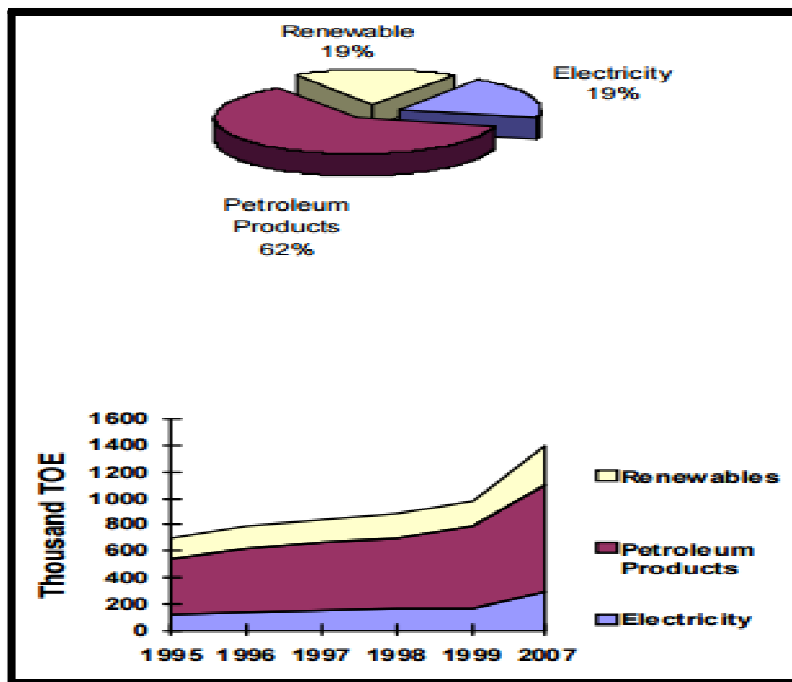 Renewable
19%
Electricity
19%
Petroleum
Products
62%
1600
1400
1200
1000
800
600
400
200
0
Thousand TOE
1995 1996 1997 1998 1999 2007
Renewables
Petroleum
Products
Electricity